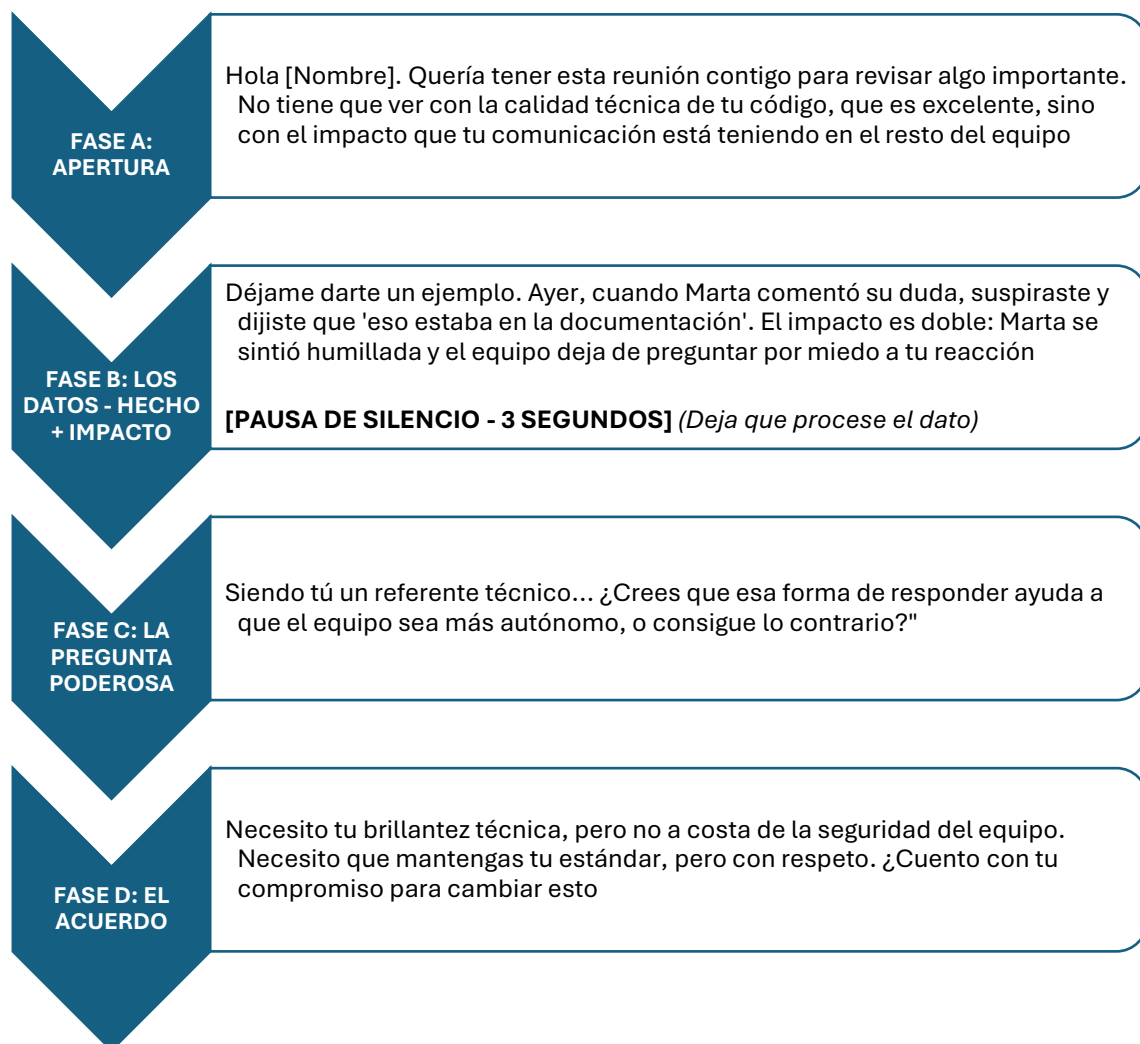 FASE A:
APERTURA
Hola [Nombre]. Quería tener esta reunión contigo para revisar algo importante.
No tiene que ver con la calidad técnica de tu código, que es excelente, sino
con el impacto que tu comunicación está teniendo en el resto del equipo
FASE B: LOS
DATOS - HECHO
+ IMPACTO
Déjame darte un ejemplo. Ayer, cuando Marta comentó su duda, suspiraste y
dijiste que 'eso estaba en la documentación'. El impacto es doble: Marta se
sintió humillada y el equipo deja de preguntar por miedo a tu reacción
[PAUSA DE SILENCIO - 3 SEGUNDOS] (Deja que procese el dato)
FASE C: LA
PREGUNTA
PODEROSA
Siendo tú un referente técnico... ¿Crees que esa forma de responder ayuda a
que el equipo sea más autónomo, o consigue lo contrario?"
FASE D: EL
ACUERDO
Necesito tu brillantez técnica, pero no a costa de la seguridad del equipo.
Necesito que mantengas tu estándar, pero con respeto. ¿Cuento con tu
compromiso para cambiar esto